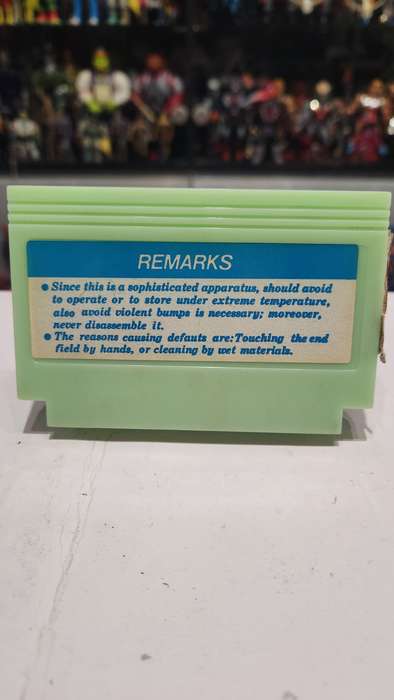 REMARKS
● Since this is a sophisticated apparatus, should avoid
to operate or to store under extreme temperature,
also avoid violent bumps is necessary; moreover,
never disassemble it.
● The reasons causing defauts are:Touching the end
field by hands, or cleaning by wet materials.